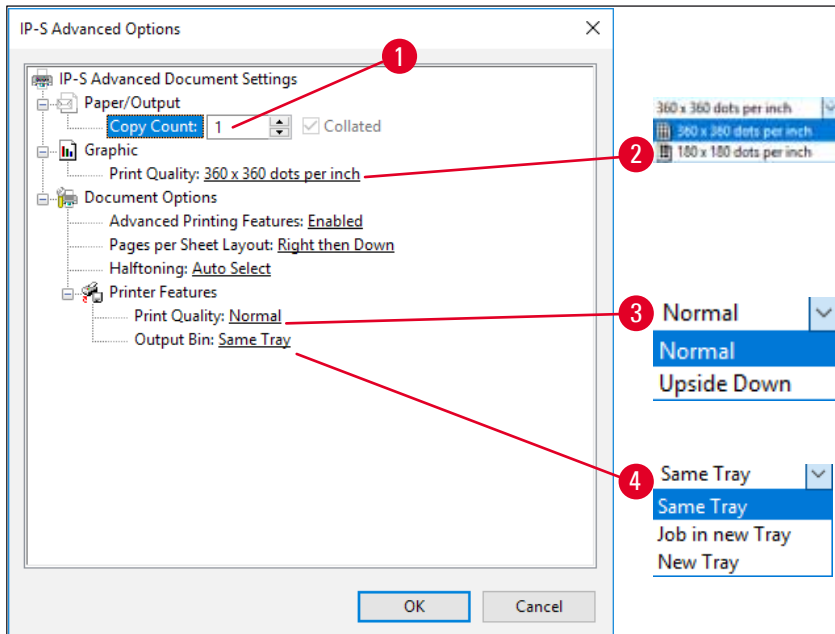 IP-S Advanced Options
IP-S Advanced Document Settings
Paper/Output
Copy Count: 1 Collated
Graphic
Print Quality: 360 x 360 dots per inch
Document Options
Advanced Printing Features: Enabled
Pages per Sheet Layout: Right then Down
Halftoning: Auto Select
Printer Features
Print Quality: Normal
Output Bin: Same Tray
OK Cancel
1
2
360 x 360 dots per inch
360 x 360 dots per inch
180 x 180 dots per inch
3
Normal
Normal
Upside Down
4
Same Tray
Same Tray
Job in new Tray
New Tray